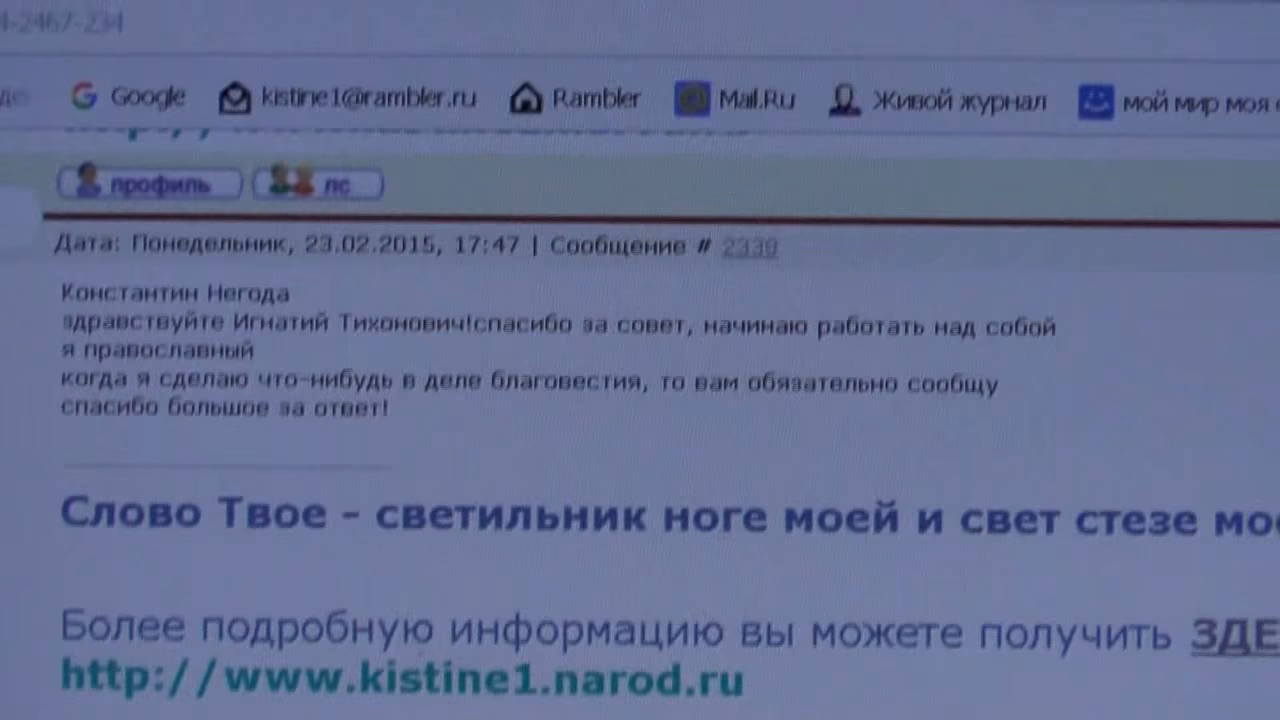 4-2467-234
Google kistine1@rambler.ru Rambler Mail.Ru Живой журнал мой мир моя
профиль лс
Дата: Понедельник, 23.02.2015, 17:47 | Сообщение # 2339
Константин Негода
здравствуйте Игнатий Тихонович!спасибо за совет, начинаю работать над собой
я православный
когда я сделаю что-нибудь в деле благовестия, то вам обязательно сообщу
спасибо большое за ответ!
Слово Твое - светильник ноге моей и свет стезе мо
Более подробную информацию вы можете получить ЗДЕ
http://www.kistine1.narod.ru